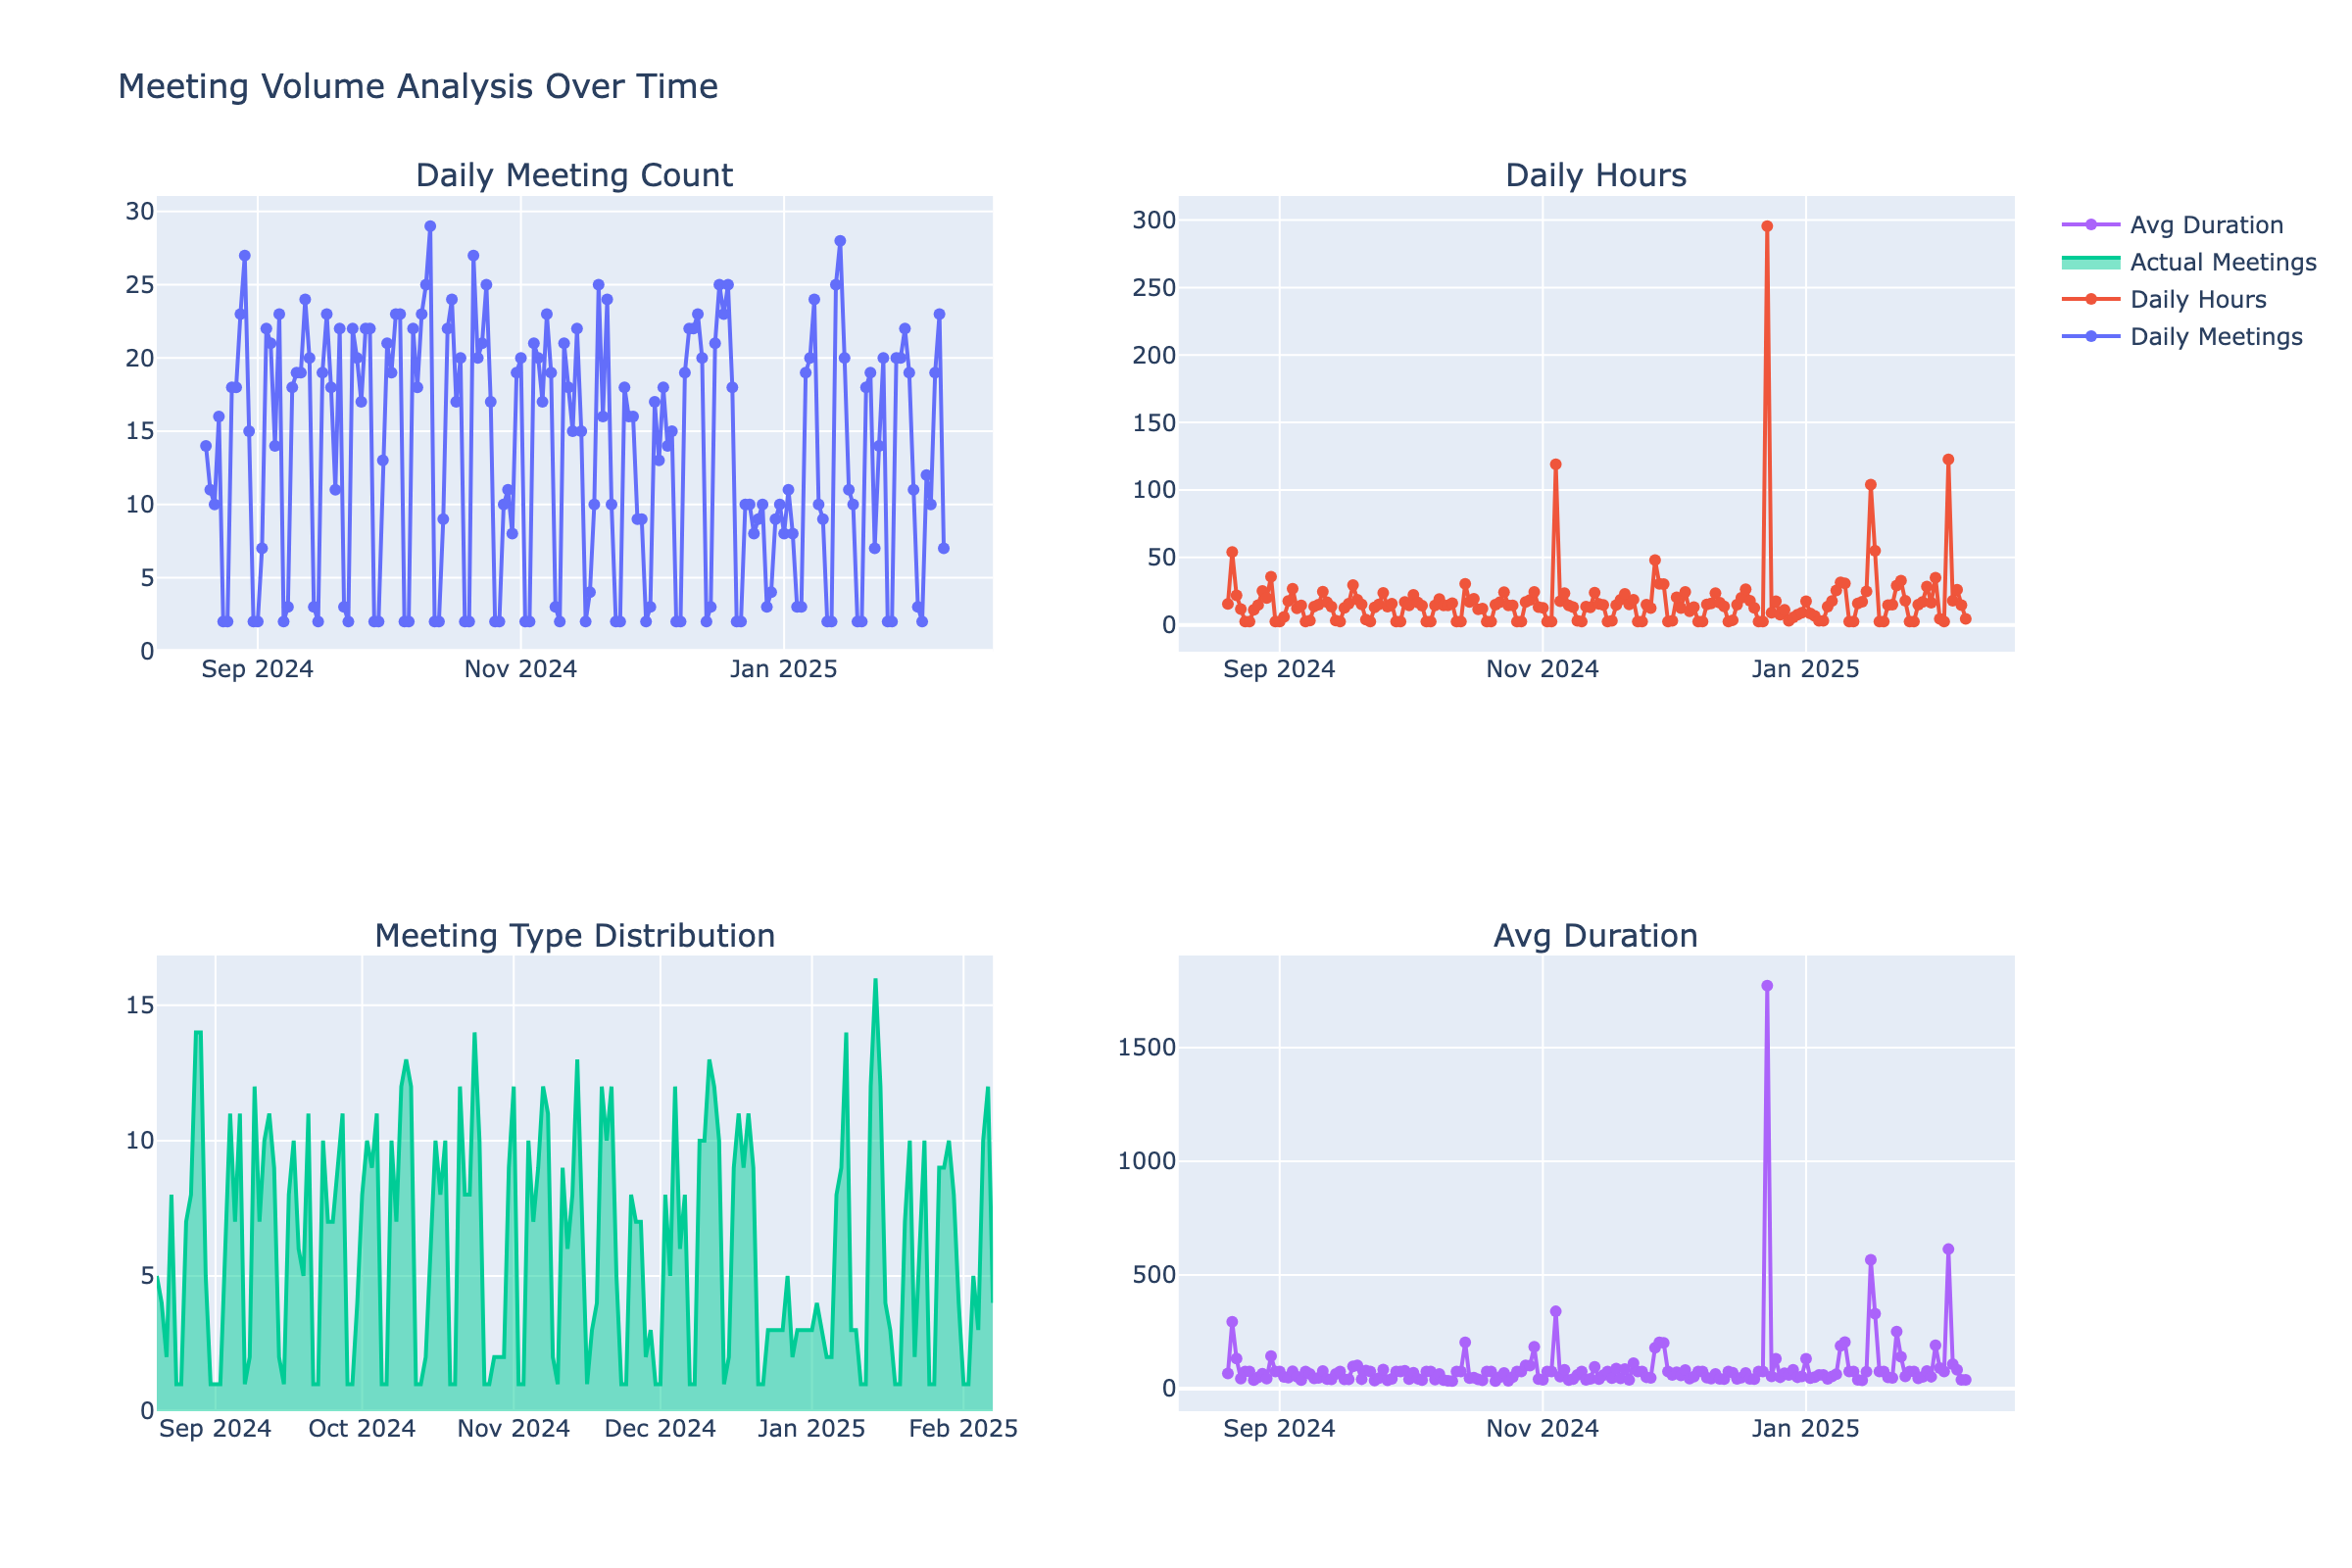 Meeting Volume Analysis Over Time
Daily Meeting Count
30
25
20
15
10
5
0
Sep 2024 Nov 2024 Jan 2025
Daily Hours
300
250
200
150
100
50
0
Sep 2024 Nov 2024 Jan 2025
Avg Duration
Actual Meetings
Daily Hours
Daily Meetings
Meeting Type Distribution
15
10
5
0
Sep 2024 Oct 2024 Nov 2024 Dec 2024 Jan 2025 Feb 2025
Avg Duration
1500
1000
500
0
Sep 2024 Nov 2024 Jan 2025